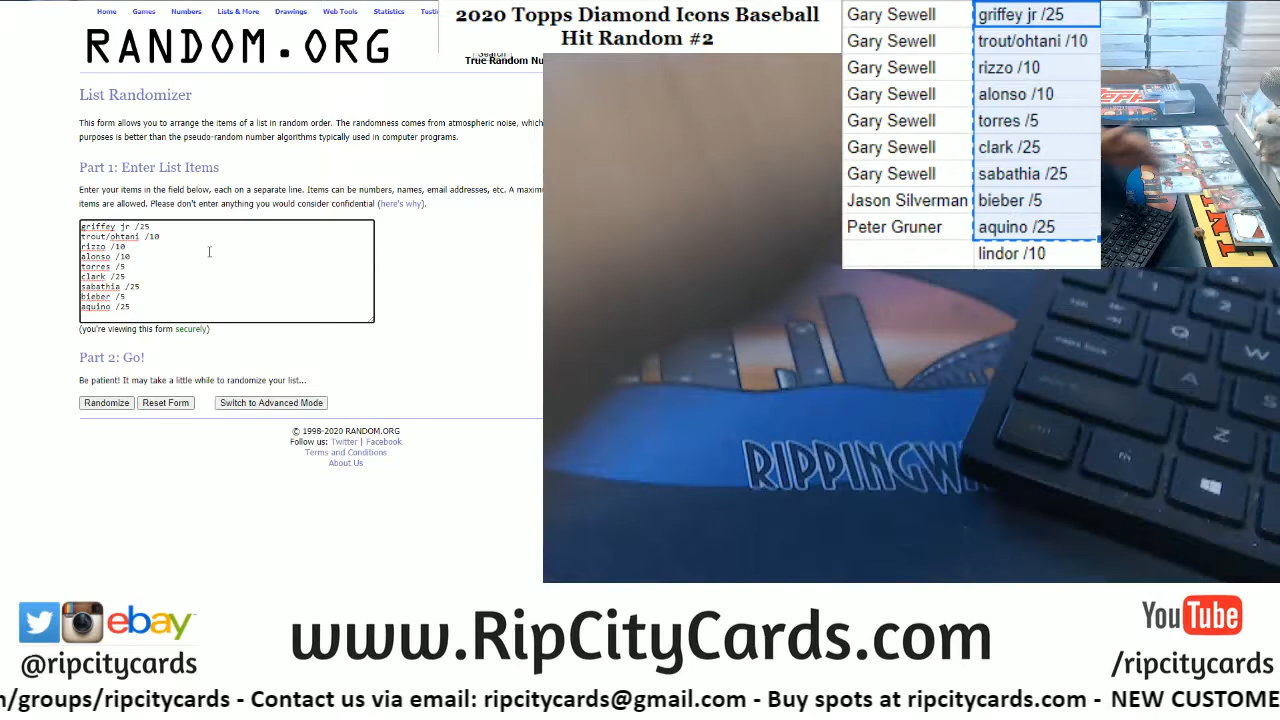 Home Games Numbers Lists & More Drawings Web Tools Statistics
RANDOM.ORG
Search
True Random Nu
List Randomizer
This form allows you to arrange the items of a list in random order. The randomness com
purposes is better than the pseudo-random number algorithms typically used in computer programs.
Part 1: Enter List Items
Enter your items in the field below, each on a separate line. Items can be numbers, names, email addresses, etc. A maxim
items are allowed. Please don't enter anything you would consider confidential (here's why).
griffey jr /25
trout/ohtani /10
rizzo /10
alonso /10
torres /5
clark /25
sabathia /25
bieber /5
aquino /25
(you're viewing this form securely)
Part 2: Go!
Be patient! It may take a little while to randomize your list...
Randomize Reset Form Switch to Advanced Mode
© 1998-2020 RANDOM.ORG
Follow us: Twitter | Facebook
Terms and Conditions
About Us
2020 Topps Diamond Icons Baseball
Hit Random #2
Gary Sewell griffey jr /25
Gary Sewell trout/ohtani /10
Gary Sewell rizzo /10
Gary Sewell alonso /10
Gary Sewell torres /5
Gary Sewell clark /25
Gary Sewell sabathia /25
Jason Silverman bieber /5
Peter Gruner aquino /25
lindor /10
RIPPINGW
1 2
Q W
caps lock A S
Z
fn
ebay
@ripcitycards
www.RipCityCards.com
YouTube
/ripcitycards
m/groups/ripcitycards - Contact us via email: ripcitycards@gmail.com - Buy spots at ripcitycards.com - NEW CUSTOME